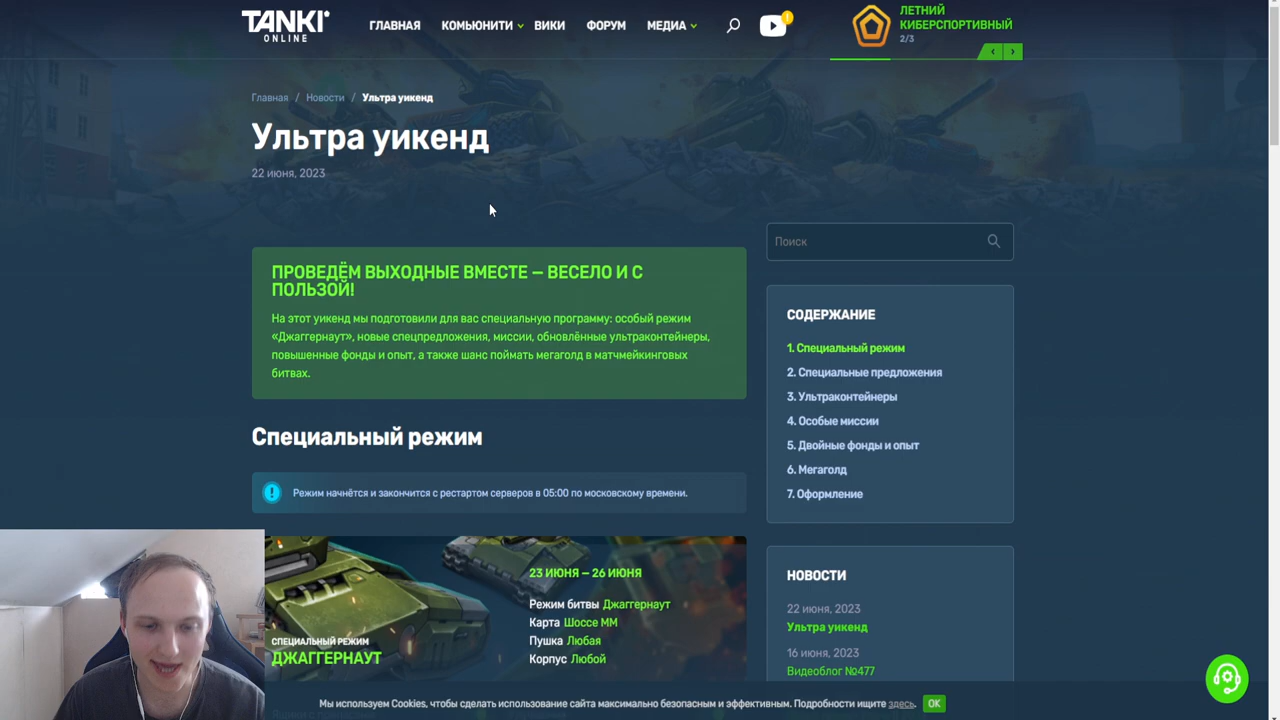 TANKI
ONLINE
ГЛАВНАЯ
КОМЬЮНИТИ
ВИКИ
ФОРУМ
МЕДИА
!
ЛЕТНИЙ
КИБЕРСПОРТИВНЫЙ
2/3
Главная / Новости / Ультра уикенд
Ультра уикенд
22 июня, 2023
ПРОВЕДЁМ ВЫХОДНЫЕ ВМЕСТЕ — ВЕСЕЛО И С
ПОЛЬЗОЙ!
На этот уикенд мы подготовили для вас специальную программу: особый режим
«Джаггернаут», новые спецпредложения, миссии, обновлённые ультраконтейнеры,
повышенные фонды и опыт, а также шанс поймать мегаголд в матчмейкинговых
битвах.
Специальный режим
Режим начнётся и закончится с рестартом серверов в 05:00 по московскому времени.
23 ИЮНЯ — 26 ИЮНЯ
Режим битвы Джаггернаут
Карта Шоссе ММ
Пушка Любая
Корпус Любой
СПЕЦИАЛЬНЫЙ РЕЖИМ
ДЖАГГЕРНАУТ
Поиск
СОДЕРЖАНИЕ
1. Специальный режим
2. Специальные предложения
3. Ультраконтейнеры
4. Особые миссии
5. Двойные фонды и опыт
6. Мегаголд
7. Оформление
НОВОСТИ
22 июня, 2023
Ультра уикенд
16 июня, 2023
Видеоблог №477
Мы используем Cookies, чтобы сделать использование сайта максимально безопасным и эффективным. Подробности ищите здесь.
OK